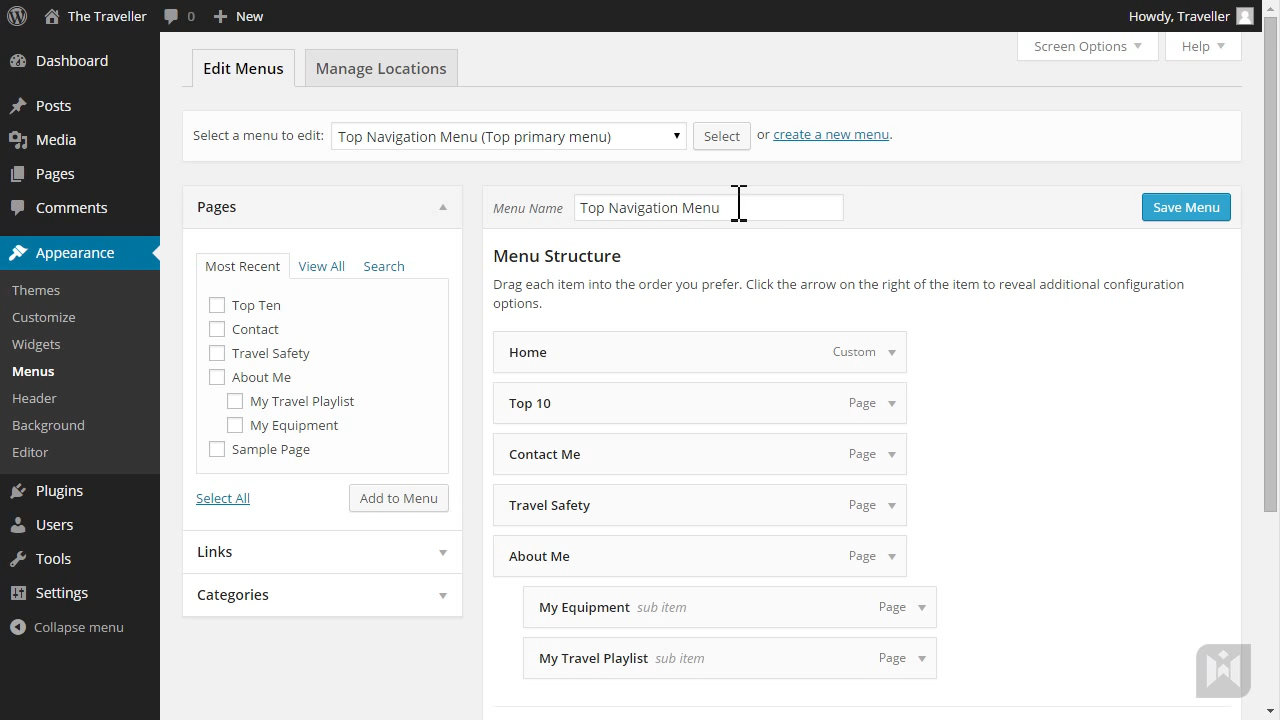 The Traveller 0 New Howdy, Traveller
Screen Options Help
Dashboard
Posts
Media
Pages
Comments
Appearance
Themes
Customize
Widgets
Menus
Header
Background
Editor
Plugins
Users
Tools
Settings
Collapse menu
Edit Menus Manage Locations
Select a menu to edit: Top Navigation Menu (Top primary menu) Select or create a new menu.
Pages
Most Recent View All Search
Top Ten
Contact
Travel Safety
About Me
My Travel Playlist
My Equipment
Sample Page
Select All Add to Menu
Links
Categories
Menu Name Top Navigation Menu Save Menu
Menu Structure
Drag each item into the order you prefer. Click the arrow on the right of the item to reveal additional configuration
options.
Home Custom
Top 10 Page
Contact Me Page
Travel Safety Page
About Me Page
My Equipment sub item Page
My Travel Playlist sub item Page